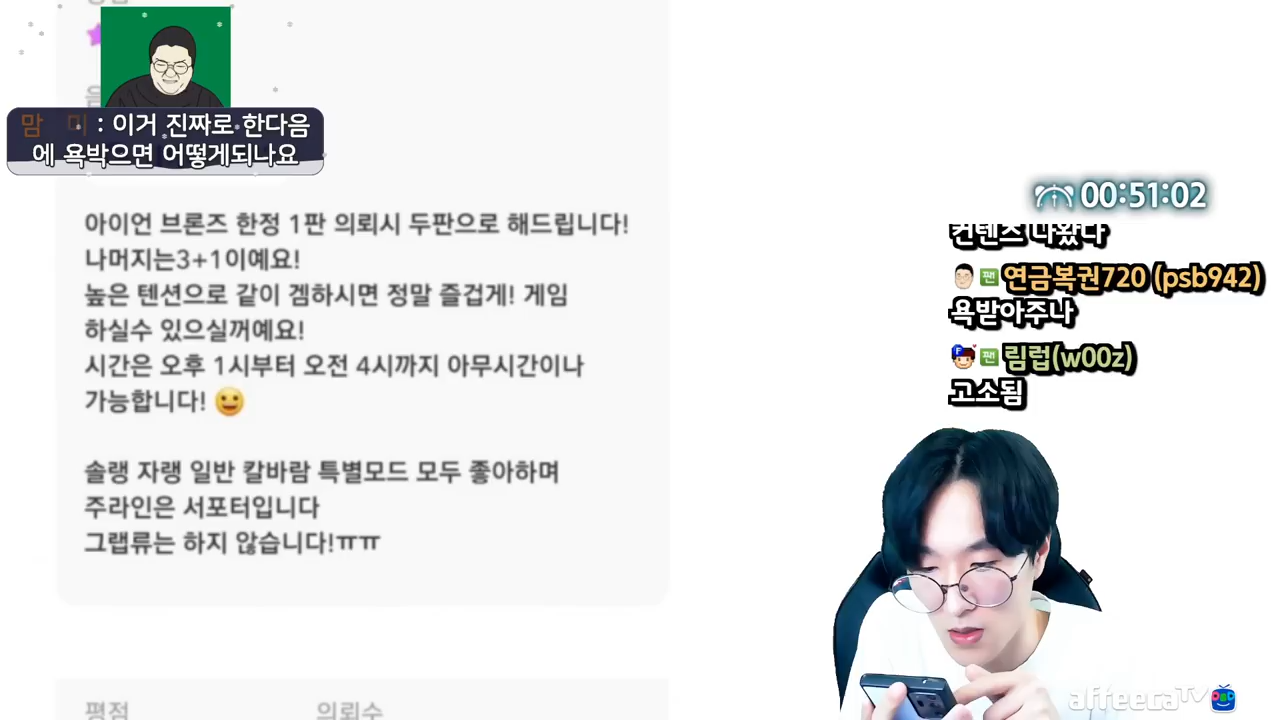 맘 미 : 이거 진짜로 한다음
에 욕박으면 어떻게되나요
아이언 브론즈 한정 1판 의뢰시 두판으로 해드립니다!
나머지는3+1이예요!
높은 텐션으로 같이 겜하시면 정말 즐겁게! 게임
하실수 있으실꺼예요!
시간은 오후 1시부터 오전 4시까지 아무시간이나
가능합니다!
솔랭 자랭 일반 칼바람 특별모드 모두 좋아하며
주라인은 서포터입니다
그랩류는 하지 않습니다!ㅠㅠ
평점 의뢰수
00:51:02
컨텐츠 나왔다
연금복권720 (psb942)
욕받아주나
림럽(w00z)
고소됨
afreecaTV